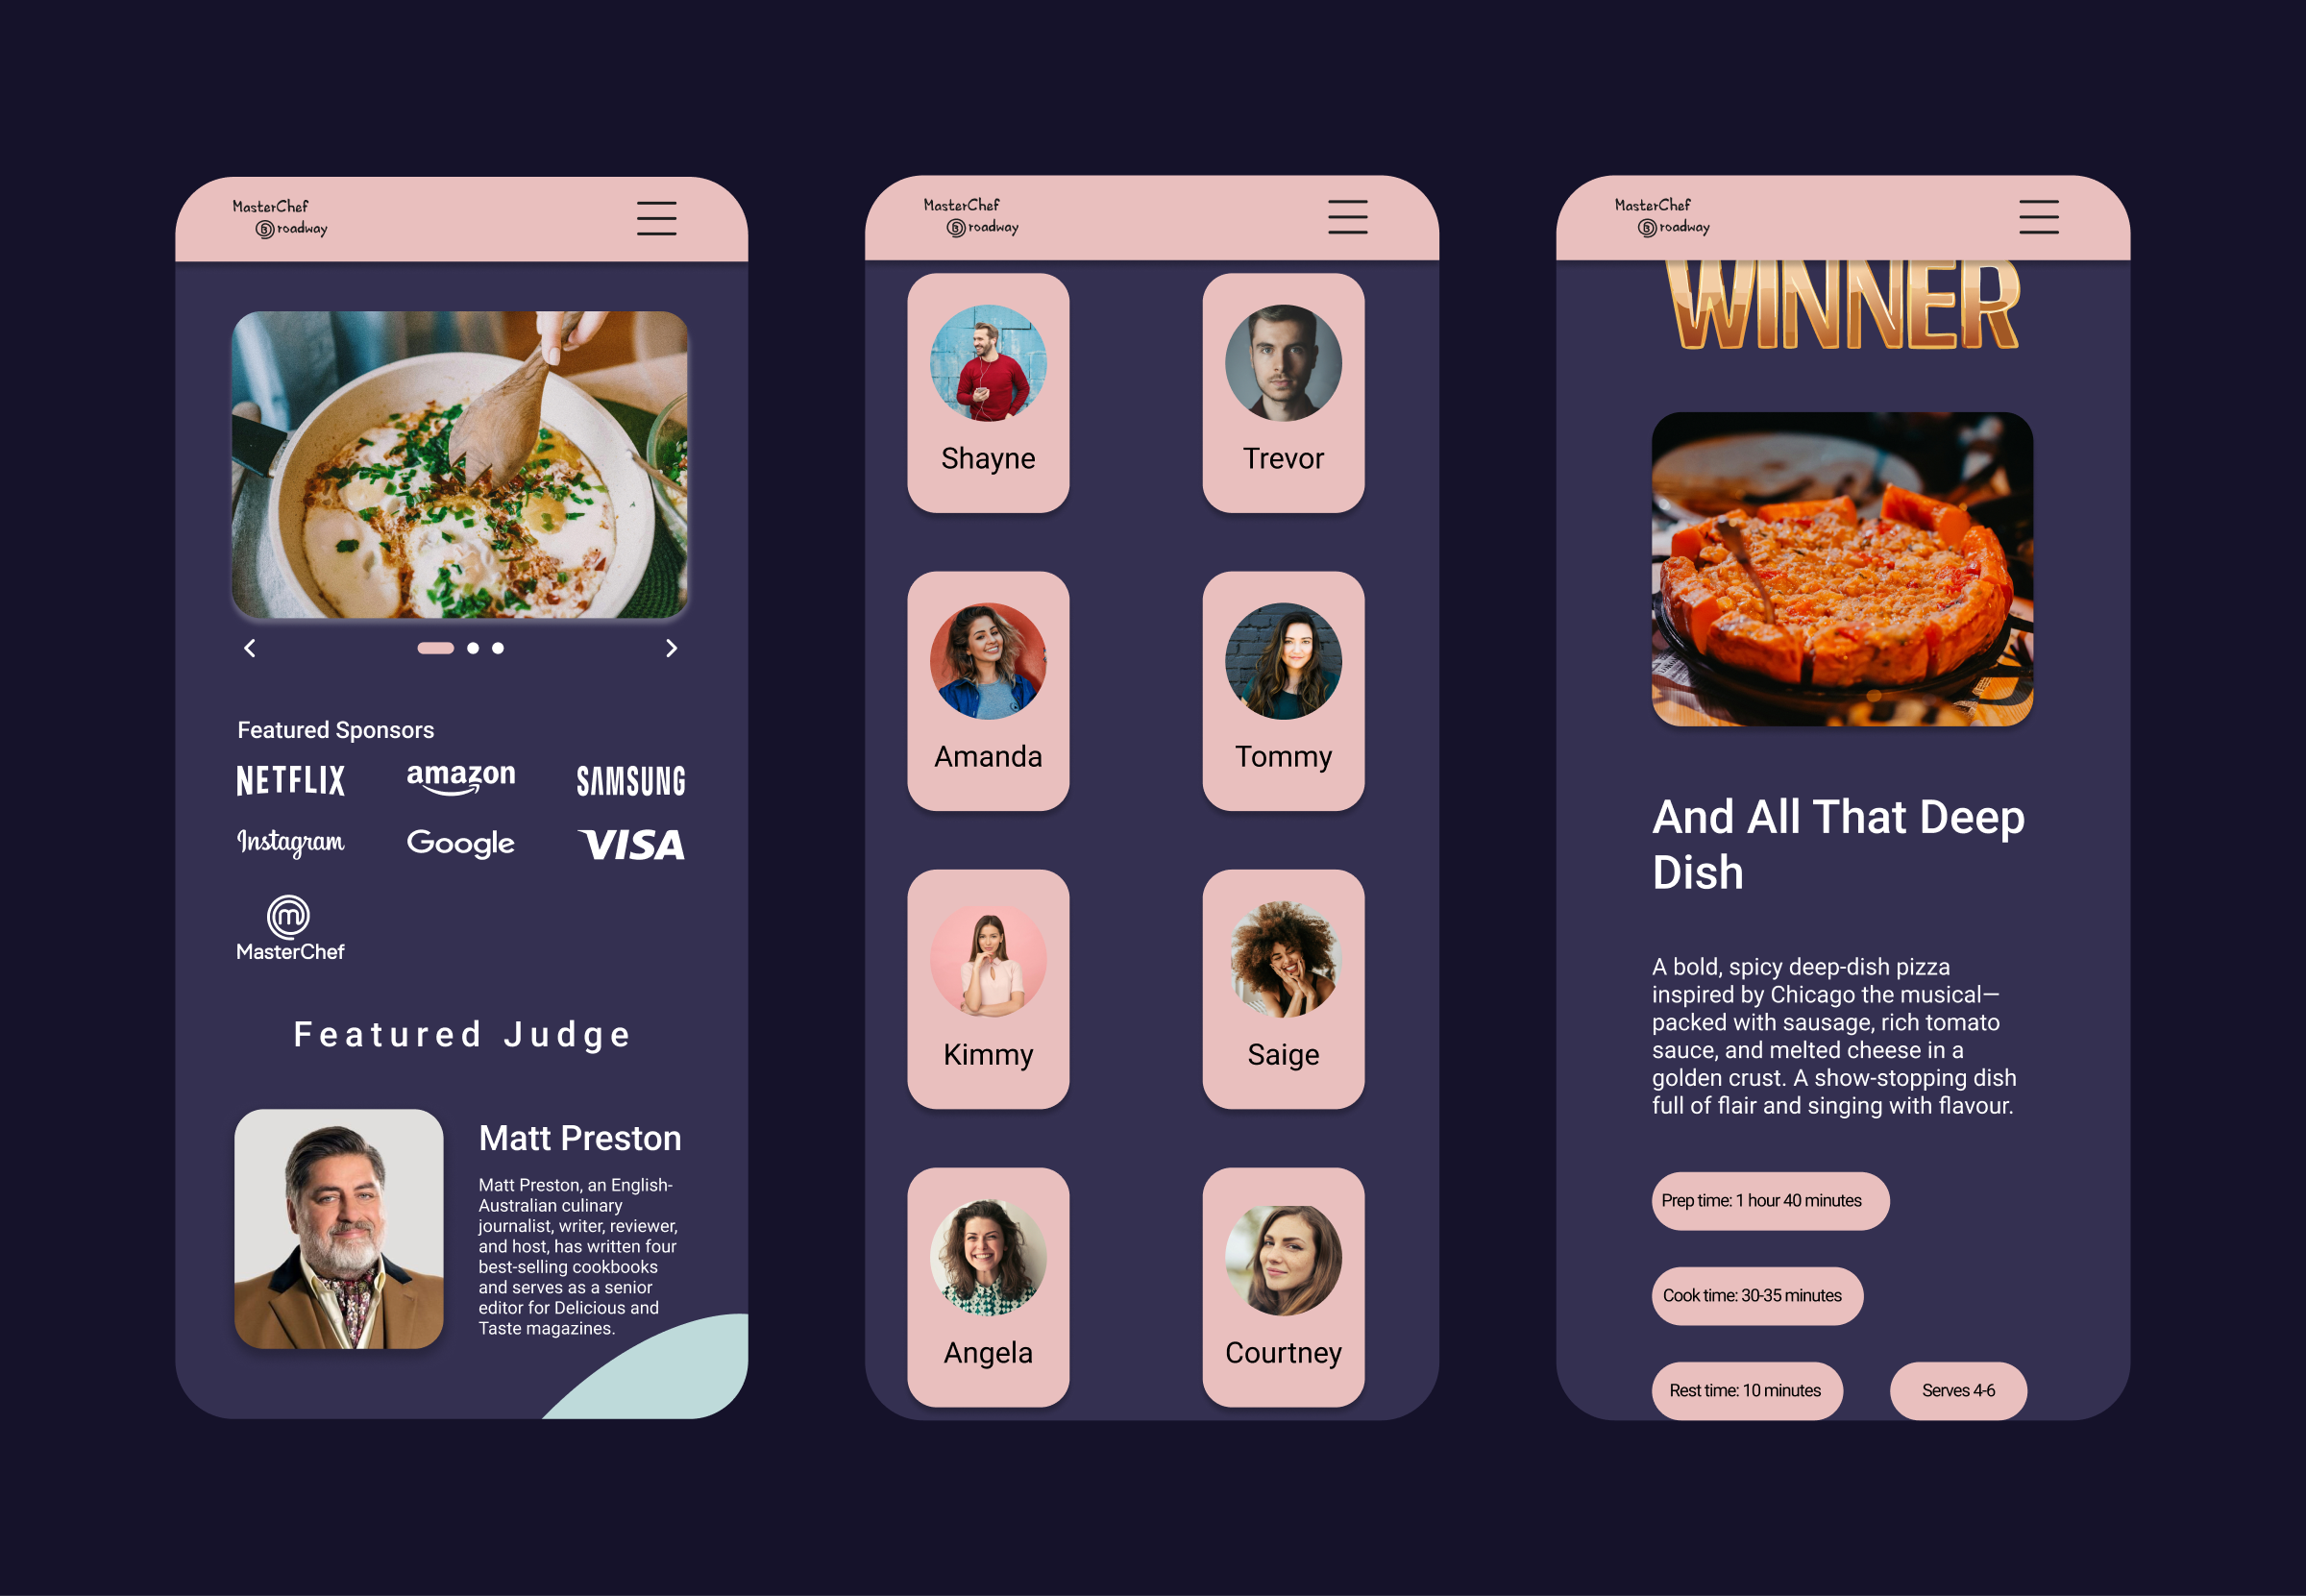 MasterChef
Broadway
Featured Sponsors
NETFLIX amazon SAMSUNG
Instagram Google VISA
m
MasterChef
Featured Judge
Matt Preston
Matt Preston, an English-
Australian culinary
journalist, writer, reviewer,
and host, has written four
best-selling cookbooks
and serves as a senior
editor for Delicious and
Taste magazines.
MasterChef
Broadway
Shayne Trevor
Amanda Tommy
Kimmy Saige
Angela Courtney
MasterChef
Broadway
WINNER
And All That Deep
Dish
A bold, spicy deep-dish pizza
inspired by Chicago the musical—
packed with sausage, rich tomato
sauce, and melted cheese in a
golden crust. A show-stopping dish
full of flair and singing with flavour.
Prep time: 1 hour 40 minutes
Cook time: 30-35 minutes
Rest time: 10 minutes Serves 4-6